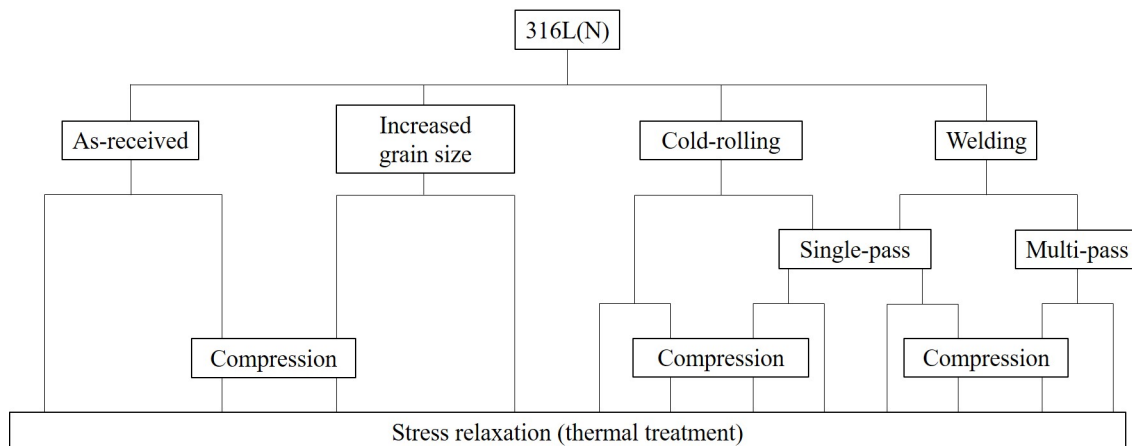 316L(N)
As-received
Increased
grain size
Cold-rolling
Welding
Single-pass
Multi-pass
Compression
Compression
Compression
Stress relaxation (thermal treatment)